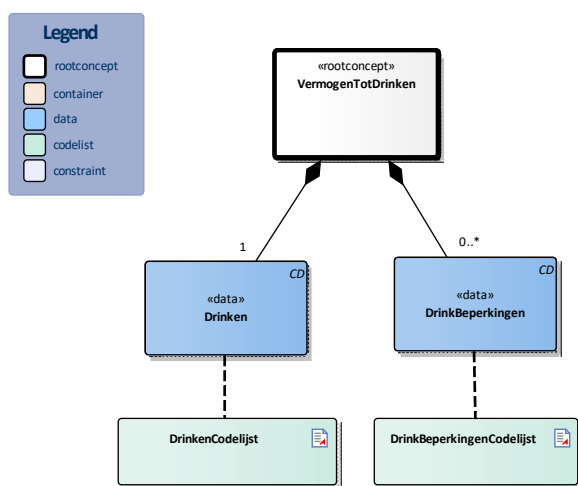 Legend
rootconcept
container
data
codelist
constraint
«rootconcept»
VermogenTotDrinken
1
0..*
CD
«data»
Drinken
CD
«data»
DrinkBeperkingen
DrinkenCodelijst
DrinkBeperkingenCodelijst